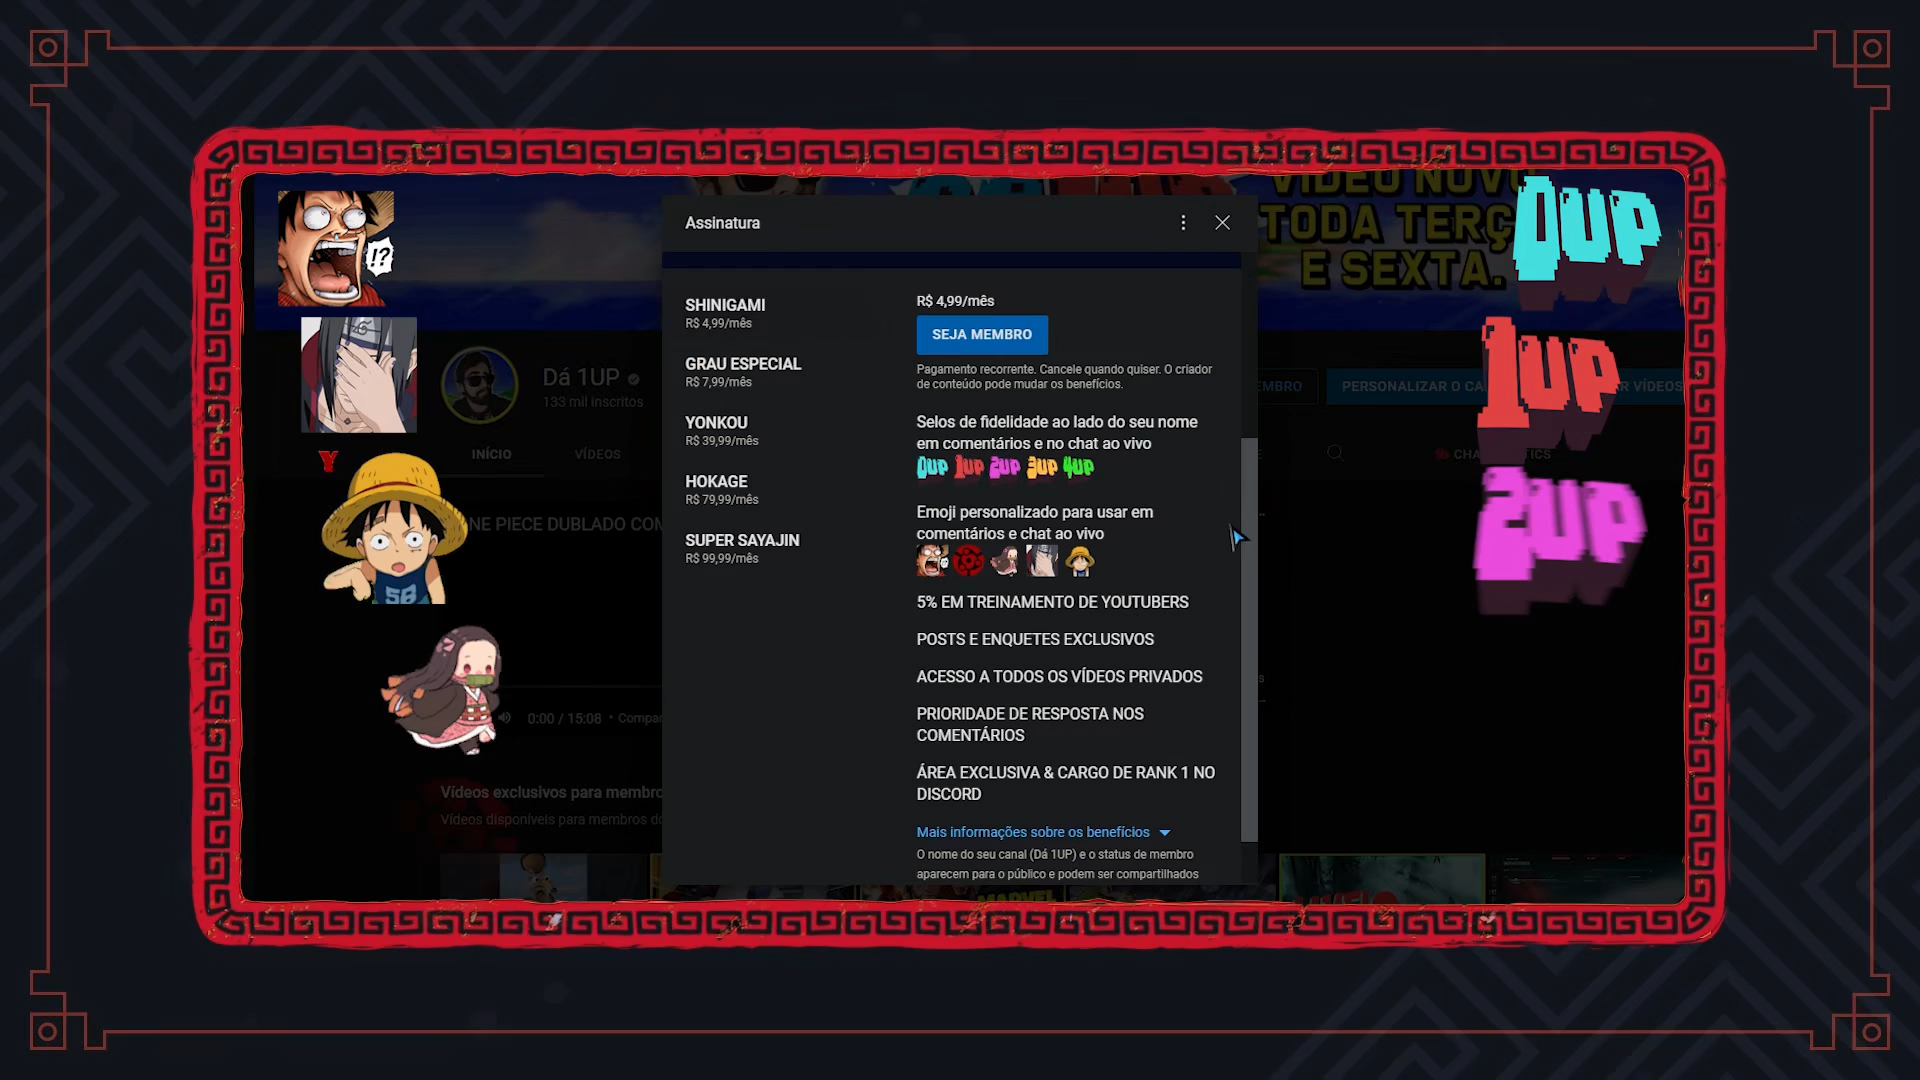 VÍDEO NOVO
TODA TERÇ
E SEXTA.
0UP
1UP
2UP
!?
Assinatura
SHINIGAMI
R$ 4,99/mês
GRAU ESPECIAL
R$ 7,99/mês
YONKOU
R$ 39,99/mês
HOKAGE
R$ 79,99/mês
SUPER SAYAJIN
R$ 99,99/mês
R$ 4,99/mês
SEJA MEMBRO
Pagamento recorrente. Cancele quando quiser. O criador
de conteúdo pode mudar os benefícios.
Selos de fidelidade ao lado do seu nome
em comentários e no chat ao vivo
0UP 1UP 2UP 3UP 4UP
Emoji personalizado para usar em
comentários e chat ao vivo
5% EM TREINAMENTO DE YOUTUBERS
POSTS E ENQUETES EXCLUSIVOS
ACESSO A TODOS OS VÍDEOS PRIVADOS
PRIORIDADE DE RESPOSTA NOS
COMENTÁRIOS
ÁREA EXCLUSIVA & CARGO DE RANK 1 NO
DISCORD
Mais informações sobre os benefícios
O nome do seu canal (Dá 1UP) e o status de membro
aparecem para o público e podem ser compartilhados
Dá 1UP
133 mil inscritos
EMBRO
PERSONALIZAR O CA
R VÍDEOS
INÍCIO
VÍDEOS
Y
56
NE PIECE DUBLADO COM
0:00 / 15:08 • Compar
Vídeos exclusivos para membro
Vídeos disponíveis para membros do